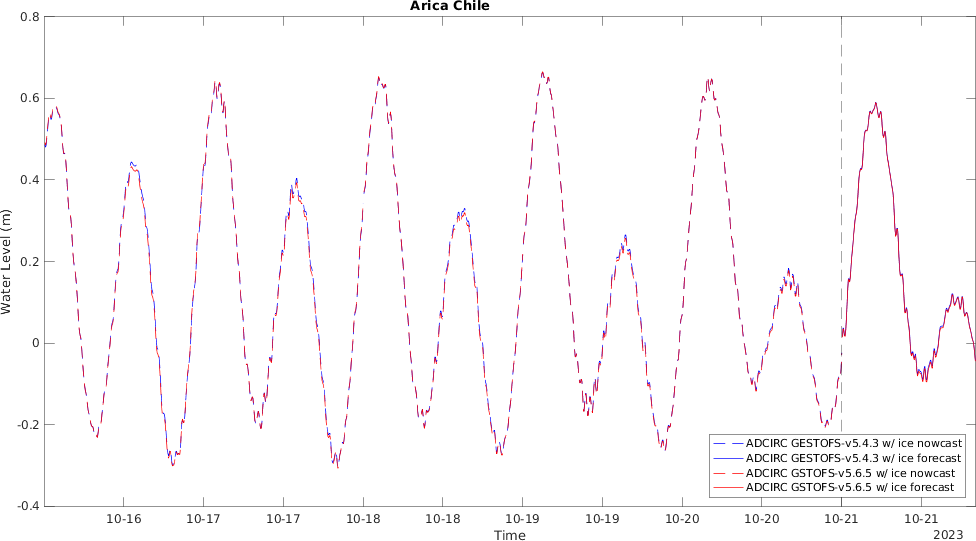 Arica Chile
0.8
0.6
0.4
0.2
0
-0.2
-0.4
Water Level (m)
ADCIRC GESTOFS-v5.4.3 w/ ice nowcast
ADCIRC GESTOFS-v5.4.3 w/ ice forecast
ADCIRC GSTOFS-v5.6.5 w/ ice nowcast
ADCIRC GSTOFS-v5.6.5 w/ ice forecast
10-16 10-17 10-17 10-18 10-18 10-19 10-19 10-20 10-20 10-21 10-21
Time
2023